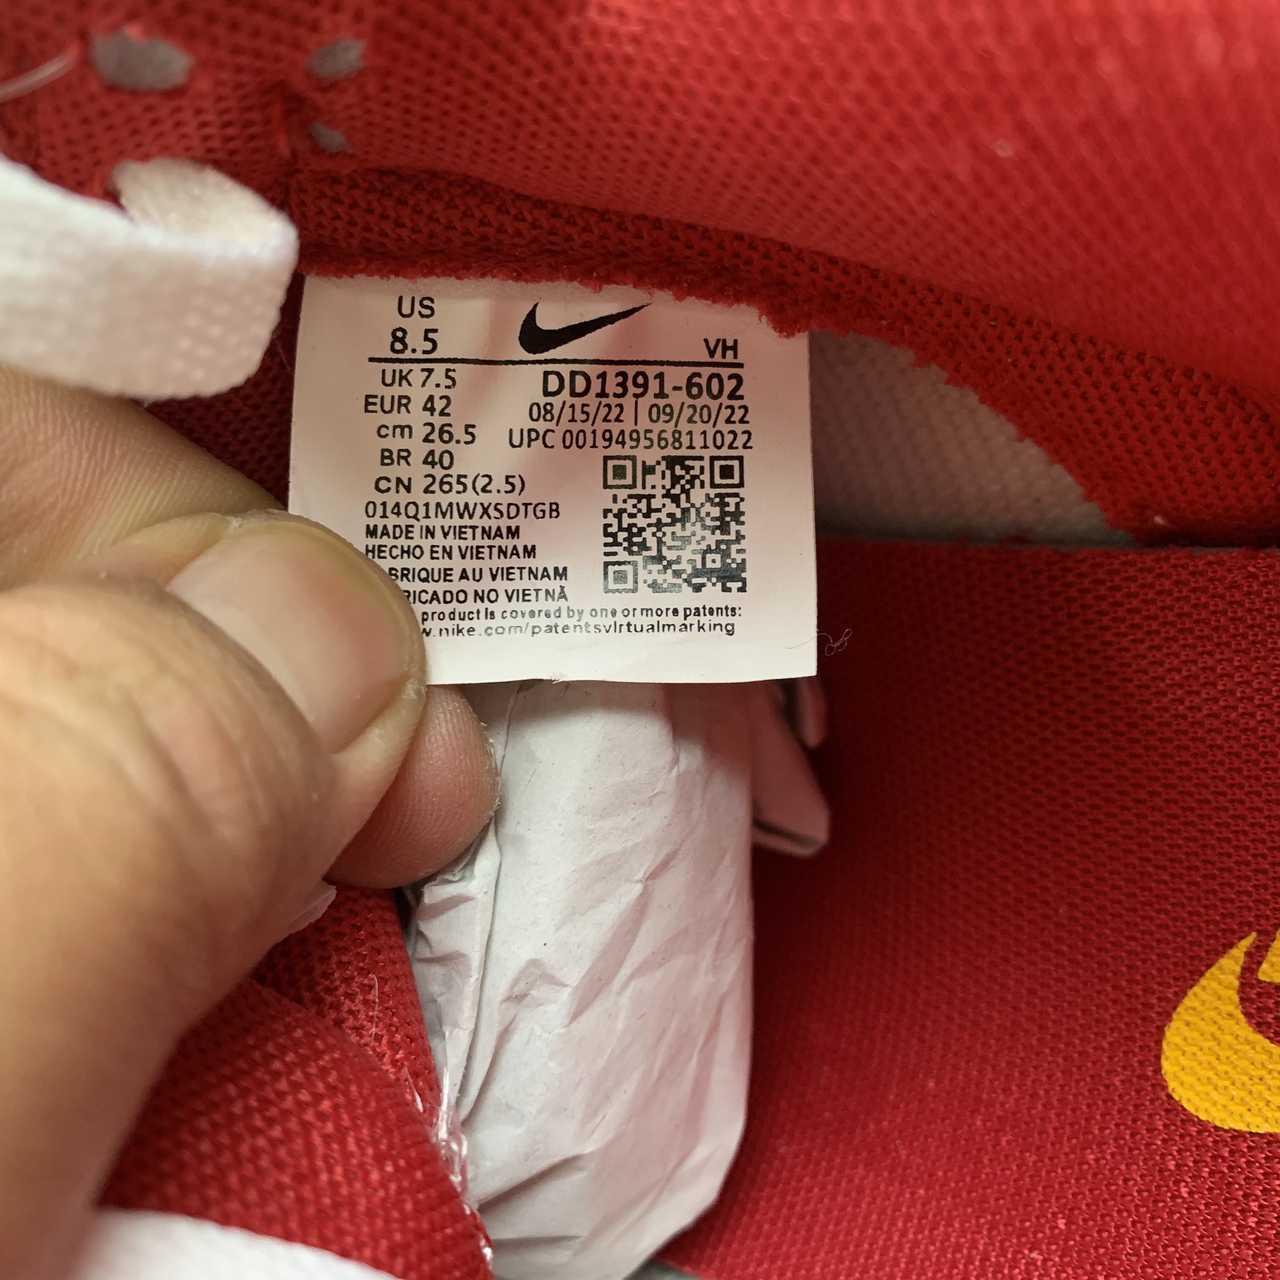 US
8.5
VH
UK 7.5
DD1391-602
EUR 42
08/15/22 | 09/20/22
cm 26.5
UPC 00194956811022
BR 40
CN 265(2.5)
014Q1MWXSDTGB
MADE IN VIETNAM
HECHO EN VIETNAM
BRIQUE AU VIETNAM
RICADO NO VIETNÃ
product is covered by one or more patents:
w.nike.com/patentsvirtualmarking